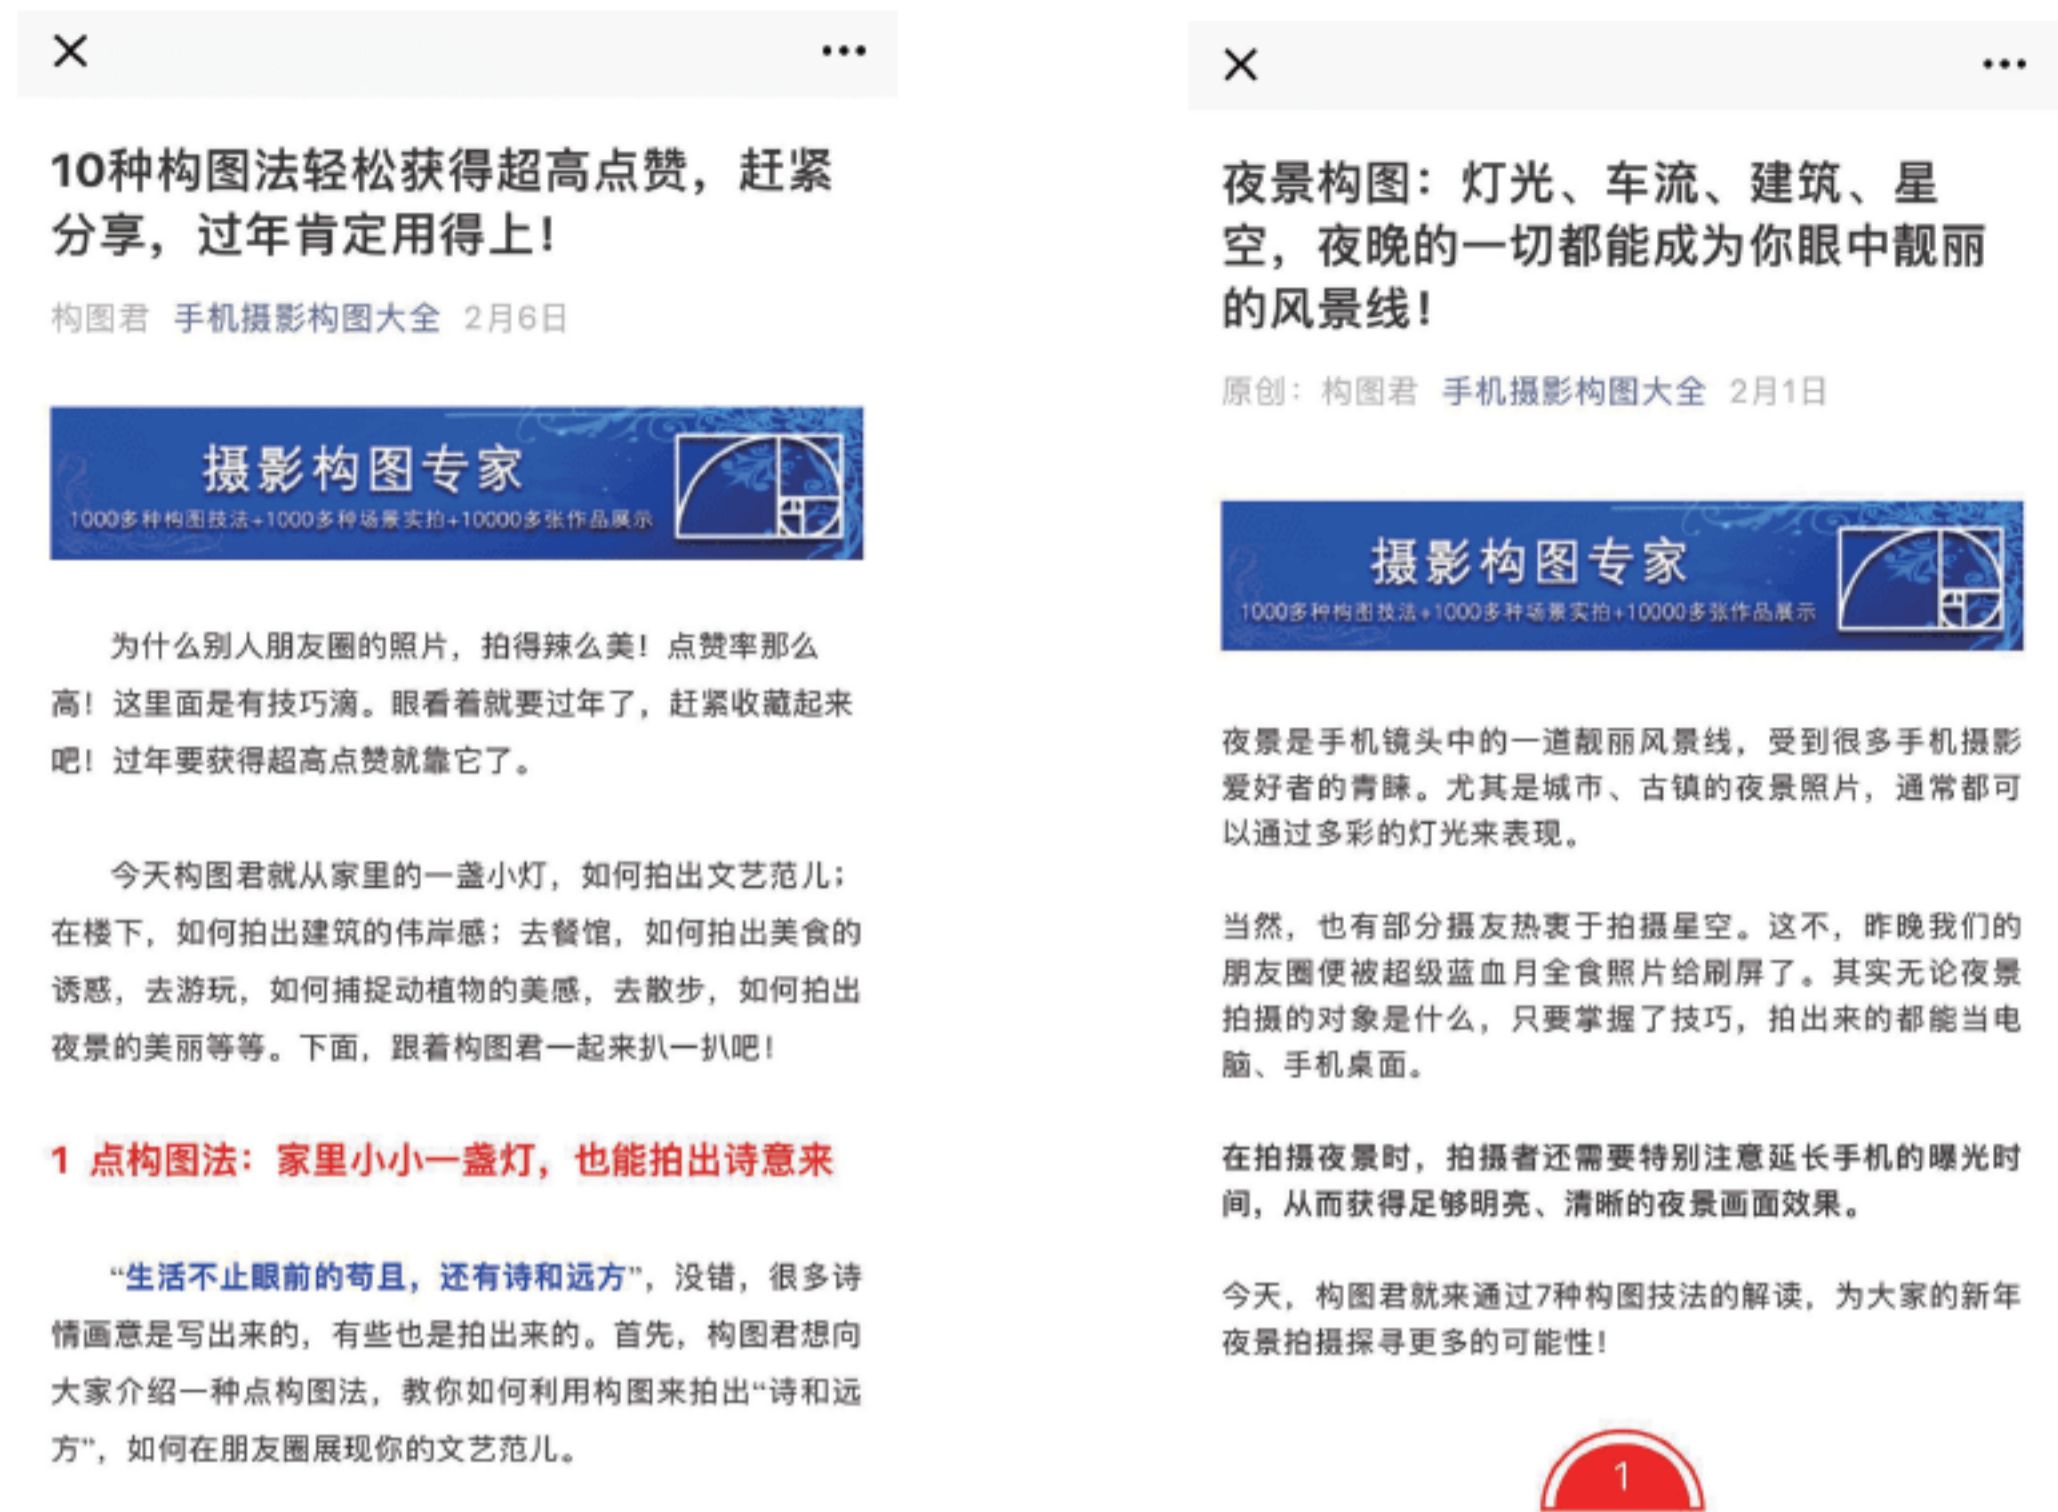 10种构图法轻松获得超高点赞，赶紧
分享，过年肯定用得上！
构图君 手机摄影构图大全 2月6日
摄影构图专家
1000多种构图技法+1000多种场景实拍+10000多张作品展示
为什么别人朋友圈的照片，拍得辣么美！点赞率那么
高！这里面是有技巧滴。眼看着就要过年了，赶紧收藏起来
吧！过年要获得超高点赞就靠它了。
今天构图君就从家里的一盏小灯，如何拍出文艺范儿；
在楼下，如何拍出建筑的伟岸感；去餐馆，如何拍出美食的
诱惑，去游玩，如何捕捉动植物的美感，去散步，如何拍出
夜景的美丽等等。下面，跟着构图君一起来扒一扒吧！
1 点构图法：家里小小一盏灯，也能拍出诗意来
“生活不止眼前的苟且，还有诗和远方”，没错，很多诗
情画意是写出来的，有些也是拍出来的。首先，构图君想向
大家介绍一种点构图法，教你如何利用构图来拍出“诗和远
方”，如何在朋友圈展现你的文艺范儿。
夜景构图：灯光、车流、建筑、星
空，夜晚的一切都能成为你眼中靓丽
的风景线！
原创：构图君 手机摄影构图大全 2月1日
摄影构图专家
1000多种构图技法+1000多种场景实拍+10000多张作品展示
夜景是手机镜头中的一道靓丽风景线，受到很多手机摄影
爱好者的青睐。尤其是城市、古镇的夜景照片，通常都可
以通过多彩的灯光来表现。
当然，也有部分摄友热衷于拍摄星空。这不，昨晚我们的
朋友圈便被超级蓝血月全食照片给刷屏了。其实无论夜景
拍摄的对象是什么，只要掌握了技巧，拍出来的都能当电
脑、手机桌面。
在拍摄夜景时，拍摄者还需要特别注意延长手机的曝光时
间，从而获得足够明亮、清晰的夜景画面效果。
今天，构图君就来通过7种构图技法的解读，为大家的新年
夜景拍摄探寻更多的可能性！
1